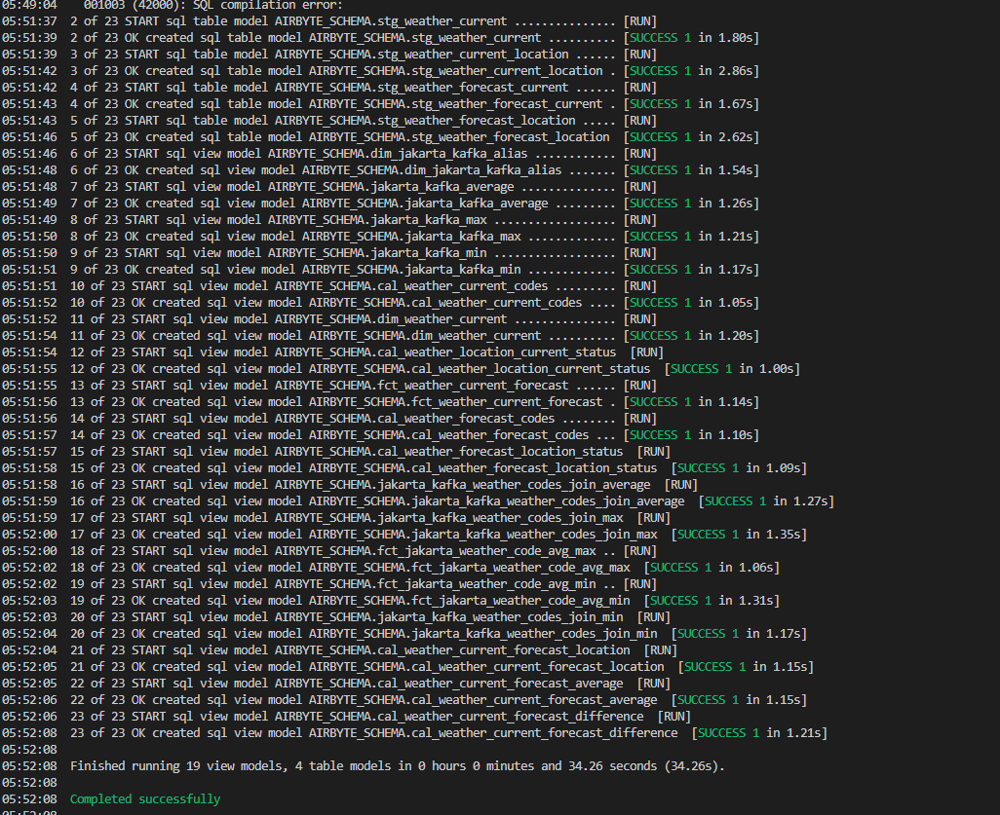 05:49:04    001003 (42000): SQL compilation error:
05:51:37  2 of 23 START sql table model AIRBYTE_SCHEMA.stg_weather_current ............... [RUN]
05:51:39  2 of 23 OK created sql table model AIRBYTE_SCHEMA.stg_weather_current .......... [SUCCESS 1 in 1.80s]
05:51:39  3 of 23 START sql table model AIRBYTE_SCHEMA.stg_weather_current_location ...... [RUN]
05:51:42  3 of 23 OK created sql table model AIRBYTE_SCHEMA.stg_weather_current_location . [SUCCESS 1 in 2.86s]
05:51:42  4 of 23 START sql table model AIRBYTE_SCHEMA.stg_weather_forecast_current ...... [RUN]
05:51:43  4 of 23 OK created sql table model AIRBYTE_SCHEMA.stg_weather_forecast_current . [SUCCESS 1 in 1.67s]
05:51:43  5 of 23 START sql table model AIRBYTE_SCHEMA.stg_weather_forecast_location ..... [RUN]
05:51:46  5 of 23 OK created sql table model AIRBYTE_SCHEMA.stg_weather_forecast_location  [SUCCESS 1 in 2.62s]
05:51:46  6 of 23 START sql view model AIRBYTE_SCHEMA.dim_jakarta_kafka_alias ............ [RUN]
05:51:48  6 of 23 OK created sql view model AIRBYTE_SCHEMA.dim_jakarta_kafka_alias ....... [SUCCESS 1 in 1.54s]
05:51:48  7 of 23 START sql view model AIRBYTE_SCHEMA.jakarta_kafka_average .............. [RUN]
05:51:49  7 of 23 OK created sql view model AIRBYTE_SCHEMA.jakarta_kafka_average ......... [SUCCESS 1 in 1.26s]
05:51:49  8 of 23 START sql view model AIRBYTE_SCHEMA.jakarta_kafka_max .................. [RUN]
05:51:50  8 of 23 OK created sql view model AIRBYTE_SCHEMA.jakarta_kafka_max ............. [SUCCESS 1 in 1.21s]
05:51:50  9 of 23 START sql view model AIRBYTE_SCHEMA.jakarta_kafka_min .................. [RUN]
05:51:51  9 of 23 OK created sql view model AIRBYTE_SCHEMA.jakarta_kafka_min ............. [SUCCESS 1 in 1.17s]
05:51:51  10 of 23 START sql view model AIRBYTE_SCHEMA.cal_weather_current_codes ......... [RUN]
05:51:52  10 of 23 OK created sql view model AIRBYTE_SCHEMA.cal_weather_current_codes .... [SUCCESS 1 in 1.05s]
05:51:52  11 of 23 START sql view model AIRBYTE_SCHEMA.dim_weather_current ............... [RUN]
05:51:54  11 of 23 OK created sql view model AIRBYTE_SCHEMA.dim_weather_current .......... [SUCCESS 1 in 1.20s]
05:51:54  12 of 23 START sql view model AIRBYTE_SCHEMA.cal_weather_location_current_status  [RUN]
05:51:55  12 of 23 OK created sql view model AIRBYTE_SCHEMA.cal_weather_location_current_status  [SUCCESS 1 in 1.00s]
05:51:55  13 of 23 START sql view model AIRBYTE_SCHEMA.fct_weather_current_forecast ...... [RUN]
05:51:56  13 of 23 OK created sql view model AIRBYTE_SCHEMA.fct_weather_current_forecast . [SUCCESS 1 in 1.14s]
05:51:56  14 of 23 START sql view model AIRBYTE_SCHEMA.cal_weather_forecast_codes ........ [RUN]
05:51:57  14 of 23 OK created sql view model AIRBYTE_SCHEMA.cal_weather_forecast_codes ... [SUCCESS 1 in 1.10s]
05:51:57  15 of 23 START sql view model AIRBYTE_SCHEMA.cal_weather_forecast_location_status  [RUN]
05:51:58  15 of 23 OK created sql view model AIRBYTE_SCHEMA.cal_weather_forecast_location_status  [SUCCESS 1 in 1.09s]
05:51:58  16 of 23 START sql view model AIRBYTE_SCHEMA.jakarta_kafka_weather_codes_join_average  [RUN]
05:51:59  16 of 23 OK created sql view model AIRBYTE_SCHEMA.jakarta_kafka_weather_codes_join_average  [SUCCESS 1 in 1.27s]
05:51:59  17 of 23 START sql view model AIRBYTE_SCHEMA.jakarta_kafka_weather_codes_join_max  [RUN]
05:52:00  17 of 23 OK created sql view model AIRBYTE_SCHEMA.jakarta_kafka_weather_codes_join_max  [SUCCESS 1 in 1.35s]
05:52:00  18 of 23 START sql view model AIRBYTE_SCHEMA.fct_jakarta_weather_code_avg_max .. [RUN]
05:52:02  18 of 23 OK created sql view model AIRBYTE_SCHEMA.fct_jakarta_weather_code_avg_max  [SUCCESS 1 in 1.06s]
05:52:02  19 of 23 START sql view model AIRBYTE_SCHEMA.fct_jakarta_weather_code_avg_min .. [RUN]
05:52:03  19 of 23 OK created sql view model AIRBYTE_SCHEMA.fct_jakarta_weather_code_avg_min  [SUCCESS 1 in 1.31s]
05:52:03  20 of 23 START sql view model AIRBYTE_SCHEMA.jakarta_kafka_weather_codes_join_min  [RUN]
05:52:04  20 of 23 OK created sql view model AIRBYTE_SCHEMA.jakarta_kafka_weather_codes_join_min  [SUCCESS 1 in 1.17s]
05:52:04  21 of 23 START sql view model AIRBYTE_SCHEMA.cal_weather_current_forecast_location  [RUN]
05:52:05  21 of 23 OK created sql view model AIRBYTE_SCHEMA.cal_weather_current_forecast_location  [SUCCESS 1 in 1.15s]
05:52:05  22 of 23 START sql view model AIRBYTE_SCHEMA.cal_weather_current_forecast_average  [RUN]
05:52:06  22 of 23 OK created sql view model AIRBYTE_SCHEMA.cal_weather_current_forecast_average  [SUCCESS 1 in 1.15s]
05:52:06  23 of 23 START sql view model AIRBYTE_SCHEMA.cal_weather_current_forecast_difference  [RUN]
05:52:08  23 of 23 OK created sql view model AIRBYTE_SCHEMA.cal_weather_current_forecast_difference  [SUCCESS 1 in 1.21s]
05:52:08
05:52:08  Finished running 19 view models, 4 table models in 0 hours 0 minutes and 34.26 seconds (34.26s).
05:52:08
05:52:08  Completed successfully
05:52:08